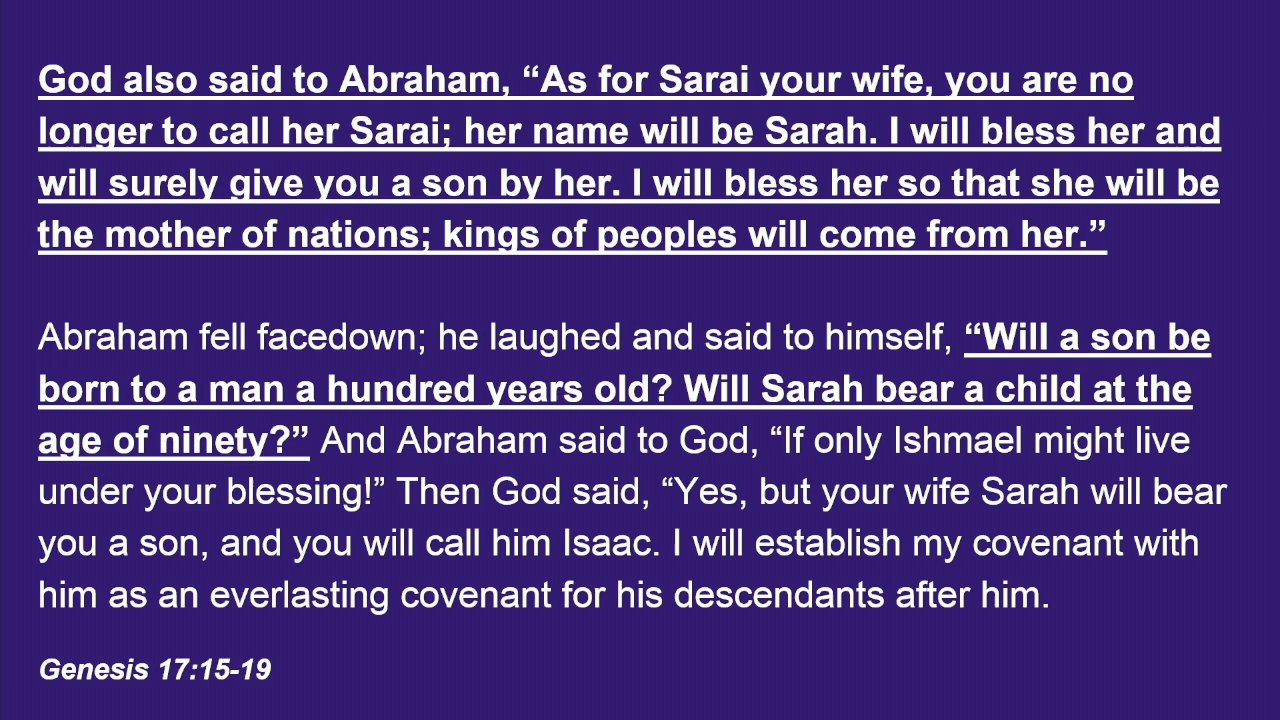 God also said to Abraham, “As for Sarai your wife, you are no
longer to call her Sarai; her name will be Sarah. I will bless her and
will surely give you a son by her. I will bless her so that she will be
the mother of nations; kings of peoples will come from her.”
Abraham fell facedown; he laughed and said to himself, “Will a son be
born to a man a hundred years old? Will Sarah bear a child at the
age of ninety?” And Abraham said to God, “If only Ishmael might live
under your blessing!” Then God said, “Yes, but your wife Sarah will bear
you a son, and you will call him Isaac. I will establish my covenant with
him as an everlasting covenant for his descendants after him.
Genesis 17:15-19